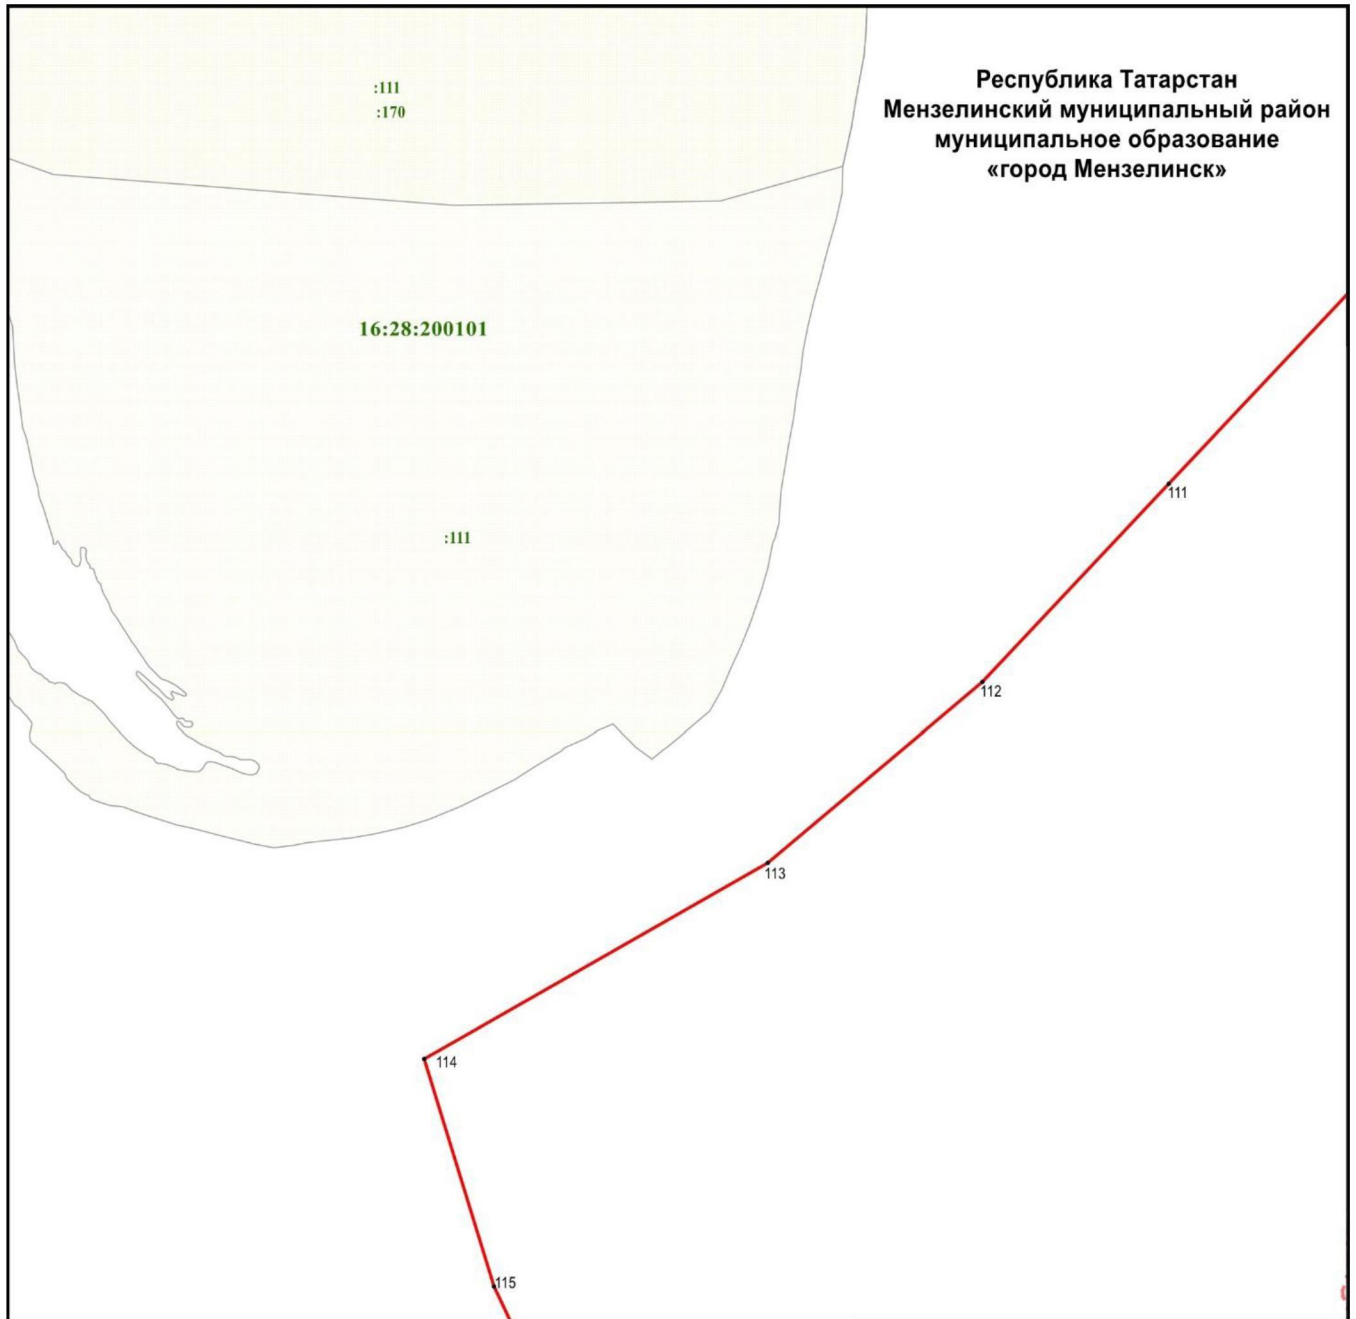 :111
:170
Республика Татарстан
Мензелинский муниципальный район
муниципальное образование
«город Мензелинск»
16:28:200101
:111
111
112
113
114
115